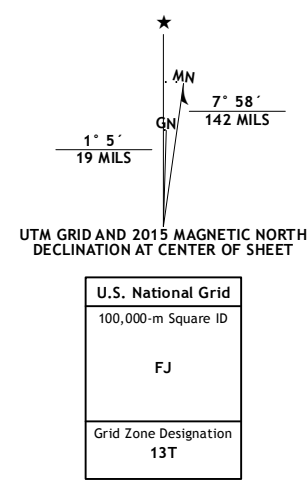 ★
MN
GN
7° 58´
142 MILS
1° 5´
19 MILS
UTM GRID AND 2015 MAGNETIC NORTH
DECLINATION AT CENTER OF SHEET
U.S. National Grid
100,000-m Square ID
FJ
Grid Zone Designation
13T